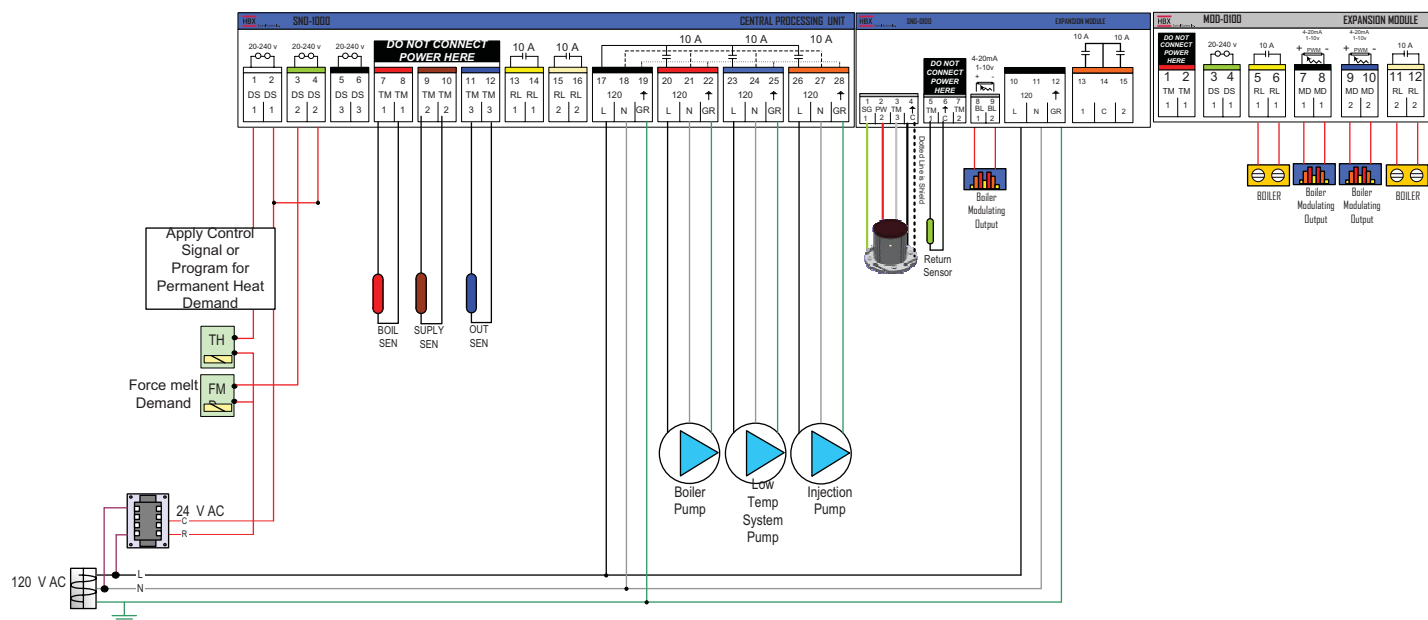 HBX SNO-1000 CENTRAL PROCESSING UNIT
20-240 v 20-240 v 20-240 v
DO NOT CONNECT
POWER HERE
10 A 10 A 10 A 10 A 10 A
1 2 3 4 5 6 7 8 9 10 11 12 13 14 15 16 17 18 19 20 21 22 23 24 25 26 27 28
DS DS DS DS DS DS TM TM TM TM TM TM RL RL RL RL 120 120 120 120
1 1 2 2 3 3 1 1 2 2 3 3 1 1 2 2 L N GR L N GR L N GR L N GR
HBX SNO-0100 EXPANSION MODULE
DO NOT
CONNECT
POWER
HERE
4-20mA
1-10v
+ -
10 A 10 A
1 2 3 4 5 6 7 8 9 10 11 12 13 14 15
SG PW TM TM TM BL BL 120
1 2 3 C 1 C 2 1 2 L N GR 1 C 2
HBX MOD-0100 EXPANSION MODULE
DO NOT
CONNECT
POWER
HERE
20-240 v
10 A
4-20mA
1-10v
+ PWM -
4-20mA
1-10v
+ PWM -
10 A
1 2 3 4 5 6 7 8 9 10 11 12
TM TM DS DS RL RL MD MD MD MD RL RL
1 1 1 1 1 1 1 1 2 2 2 2
Dotted Line is Shield
Boiler
Modulating
Output
Return
Sensor
BOILER
Boiler
Modulating
Output
Boiler
Modulating
Output
BOILER
Apply Control
Signal or
Program for
Permanent Heat
Demand
BOIL
SEN
SUPLY
SEN
OUT
SEN
TH
Force melt
Demand
FM
Boiler
Pump
Low
Temp
System
Pump
Injection
Pump
24 V AC
C
R
120 V AC
L
N